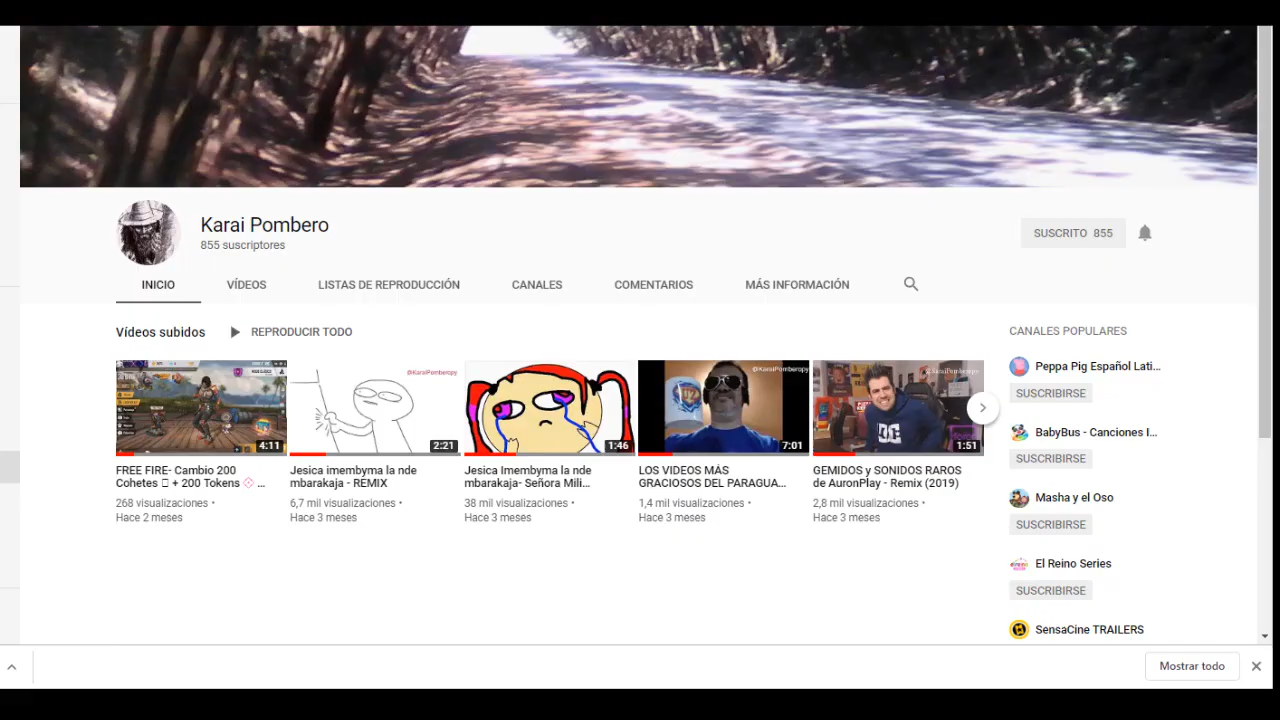 Karai Pombero
855 suscriptores
SUSCRITO 855
INICIO
VÍDEOS
LISTAS DE REPRODUCCIÓN
CANALES
COMENTARIOS
MÁS INFORMACIÓN
Vídeos subidos
REPRODUCIR TODO
4:11
FREE FIRE- Cambio 200
Cohetes + 200 Tokens ...
268 visualizaciones •
Hace 2 meses
@KaraiPomberopy
2:21
Jesica imembyma la nde
mbarakaja - REMIX
6,7 mil visualizaciones •
Hace 3 meses
1:46
Jesica Imembyma la nde
mbarakaja- Señora Mili...
38 mil visualizaciones •
Hace 3 meses
@KaraiPomberopy
7:01
LOS VIDEOS MÁS
GRACIOSOS DEL PARAGUA...
1,4 mil visualizaciones •
Hace 3 meses
@KaraiPomberopy
DC
1:51
GEMIDOS y SONIDOS RAROS
de AuronPlay - Remix (2019)
2,8 mil visualizaciones •
Hace 3 meses
CANALES POPULARES
Peppa Pig Español Lati...
SUSCRIBIRSE
BabyBus - Canciones I...
SUSCRIBIRSE
Masha y el Oso
SUSCRIBIRSE
El Reino Series
SUSCRIBIRSE
SensaCine TRAILERS
Mostrar todo